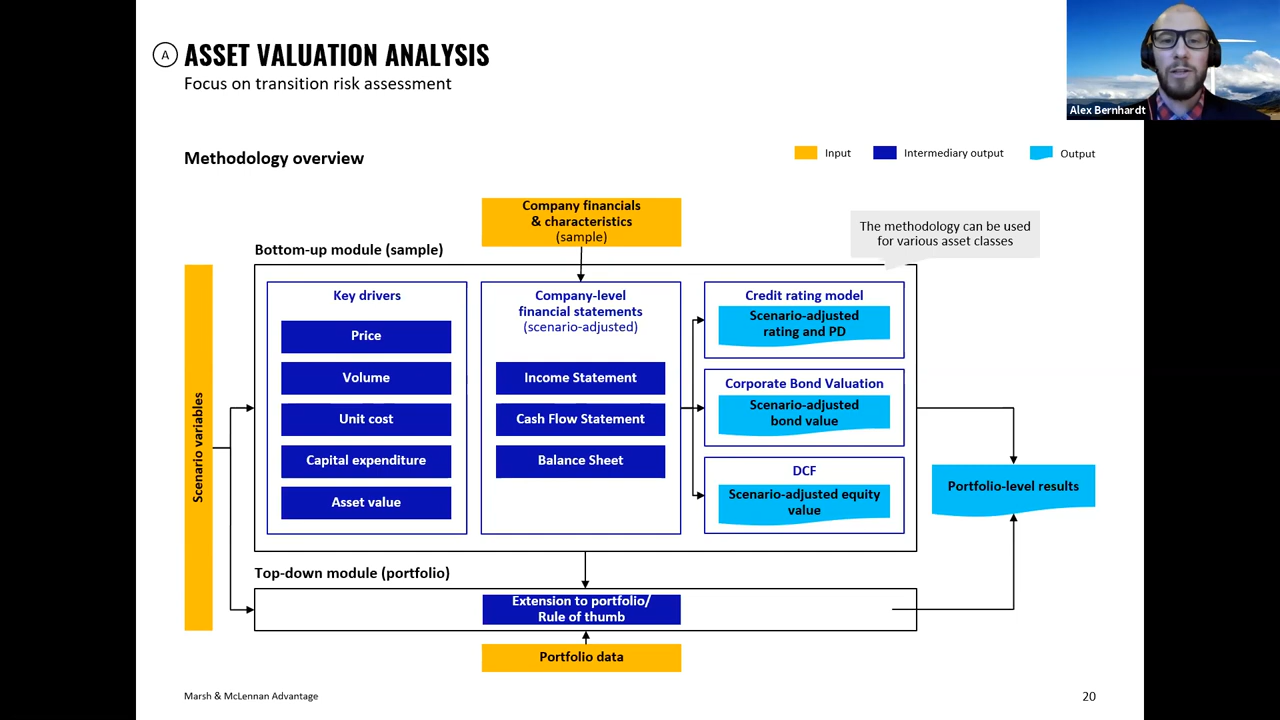 A
ASSET VALUATION ANALYSIS
Focus on transition risk assessment
Alex Bernhardt
Methodology overview
Input
Intermediary output
Output
Company financials
& characteristics
(sample)
The methodology can be used
for various asset classes
Bottom-up module (sample)
Scenario variables
Key drivers
Price
Volume
Unit cost
Capital expenditure
Asset value
Company-level
financial statements
(scenario-adjusted)
Income Statement
Cash Flow Statement
Balance Sheet
Credit rating model
Scenario-adjusted
rating and PD
Corporate Bond Valuation
Scenario-adjusted
bond value
DCF
Scenario-adjusted equity
value
Portfolio-level results
Top-down module (portfolio)
Extension to portfolio/
Rule of thumb
Portfolio data
Marsh & McLennan Advantage
20